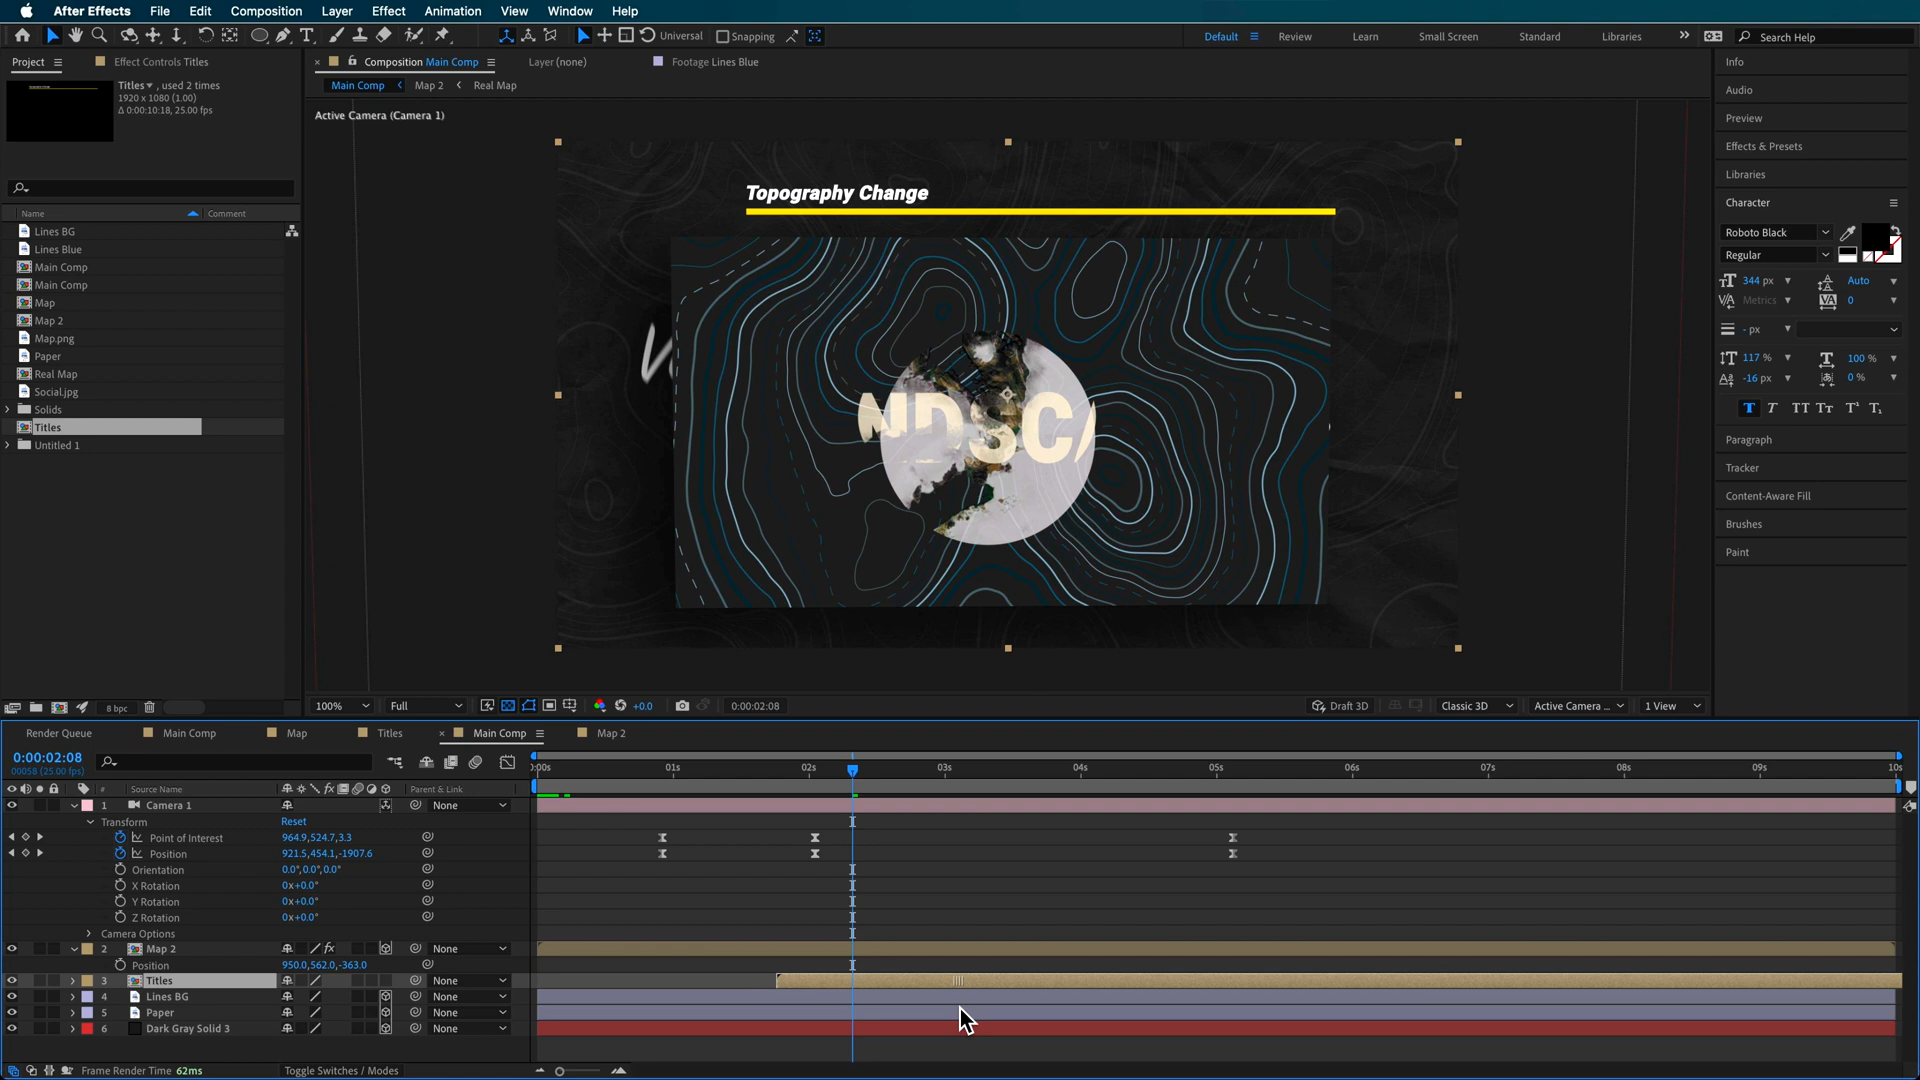 After Effects File Edit Composition Layer Effect Animation View Window Help
Universal Snapping Default Review Learn Small Screen Standard Libraries Search Help
Project Effect Controls Titles Composition Main Comp Layer (none) Footage Lines Blue Info
Titles , used 2 times
1920 x 1080 (1.00)
Δ 0:00:10:18, 25.00 fps
Main Comp Map 2 Real Map
Active Camera (Camera 1)
Audio
Preview
Effects & Presets
Libraries
Character
Roboto Black
Regular
344 px Auto
Metrics 0
- px
117 % 100 %
-16 px 0 %
Paragraph
Tracker
Content-Aware Fill
Brushes
Paint
Name Comment
Lines BG
Lines Blue
Main Comp
Main Comp
Map
Map 2
Map.png
Paper
Real Map
Social.jpg
Solids
Titles
Untitled 1
Topography Change
NDSCA
8 bpc 100% Full +0.0 0:00:02:08 Draft 3D Classic 3D Active Camera ... 1 View
Render Queue Main Comp Map Titles Main Comp Map 2
0:00:02:08
00058 (25.00 fps)
0:00s 01s 02s 03s 04s 05s 06s 07s 08s 09s 10s
# Source Name Parent & Link
1 Camera 1 None
Transform Reset
Point of Interest 964.9,524.7,3.3
Position 921.5,454.1,-1907.6
Orientation 0.0°,0.0°,0.0°
X Rotation 0x+0.0°
Y Rotation 0x+0.0°
Z Rotation 0x+0.0°
Camera Options
2 Map 2 None
Position 950.0,562.0,-363.0
3 Titles None
4 Lines BG None
5 Paper None
6 Dark Gray Solid 3 None
Frame Render Time 62ms Toggle Switches / Modes